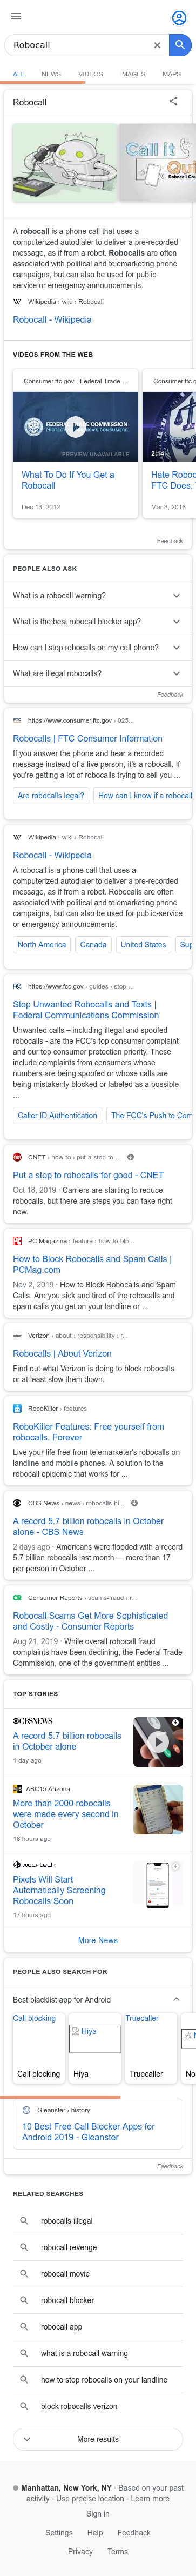 Robocall
ALL NEWS VIDEOS IMAGES MAPS
Robocall
A robocall is a phone call that uses a
computerized autodialer to deliver a pre-recorded
message, as if from a robot. Robocalls are often
associated with political and telemarketing phone
campaigns, but can also be used for public-
service or emergency announcements.
Wikipedia › wiki › Robocall
Robocall - Wikipedia
VIDEOS FROM THE WEB
Consumer.ftc.gov - Federal Trade ...
Consumer.ftc.g
PREVIEW UNAVAILABLE
2:14
What To Do If You Get a
Robocall
Hate Roboc
FTC Does,
Dec 13, 2012
Mar 3, 2016
Feedback
PEOPLE ALSO ASK
What is a robocall warning?
What is the best robocall blocker app?
How can I stop robocalls on my cell phone?
What are illegal robocalls?
Feedback
https://www.consumer.ftc.gov › 025...
Robocalls | FTC Consumer Information
If you answer the phone and hear a recorded
message instead of a live person, it's a robocall. If
you're getting a lot of robocalls trying to sell you ...
Are robocalls legal? How can I know if a robocall
Wikipedia › wiki › Robocall
Robocall - Wikipedia
A robocall is a phone call that uses a
computerized autodialer to deliver a pre-recorded
message, as if from a robot. Robocalls are often
associated with political and telemarketing phone
campaigns, but can also be used for public-service
or emergency announcements.
North America Canada United States Sup
https://www.fcc.gov › guides › stop-...
Stop Unwanted Robocalls and Texts |
Federal Communications Commission
Unwanted calls – including illegal and spoofed
robocalls - are the FCC's top consumer complaint
and our top consumer protection priority. These
include complaints from consumers whose
numbers are being spoofed or whose calls are
being mistakenly blocked or labeled as a possible
...
Caller ID Authentication The FCC's Push to Com
CNET › how-to › put-a-stop-to-...
Put a stop to robocalls for good - CNET
Oct 18, 2019 · Carriers are starting to reduce
robocalls, but there are steps you can take right
now.
PC Magazine › feature › how-to-blo...
How to Block Robocalls and Spam Calls |
PCMag.com
Nov 2, 2019 · How to Block Robocalls and Spam
Calls. Are you sick and tired of the robocalls and
spam calls you get on your landline or ...
Verizon › about › responsibility › r...
Robocalls | About Verizon
Find out what Verizon is doing to block robocalls
or at least slow them down.
RoboKiller › features
RoboKiller Features: Free yourself from
robocalls. Forever
Live your life free from telemarketer's robocalls on
landline and mobile phones. A solution to the
robocall epidemic that works for ...
CBS News › news › robocalls-hi...
A record 5.7 billion robocalls in October
alone - CBS News
2 days ago · Americans were flooded with a record
5.7 billion robocalls last month — more than 17
per person in October ...
Consumer Reports › scams-fraud › r...
Robocall Scams Get More Sophisticated
and Costly - Consumer Reports
Aug 21, 2019 · While overall robocall fraud
complaints have been declining, the Federal Trade
Commission, one of the government entities ...
TOP STORIES
CBSNEWS
A record 5.7 billion robocalls
in October alone
1 day ago
ABC15 Arizona
More than 2000 robocalls
were made every second in
October
16 hours ago
wccftech
Pixels Will Start
Automatically Screening
Robocalls Soon
17 hours ago
More News
PEOPLE ALSO SEARCH FOR
Best blacklist app for Android
Call blocking
Hiya
Truecaller
Call blocking Hiya Truecaller No
Gleanster › history
10 Best Free Call Blocker Apps for
Android 2019 - Gleanster
Feedback
RELATED SEARCHES
robocalls illegal
robocall revenge
robocall movie
robocall blocker
robocall app
what is a robocall warning
how to stop robocalls on your landline
block robocalls verizon
More results
Manhattan, New York, NY - Based on your past
activity - Use precise location - Learn more
Sign in
Settings Help Feedback
Privacy Terms